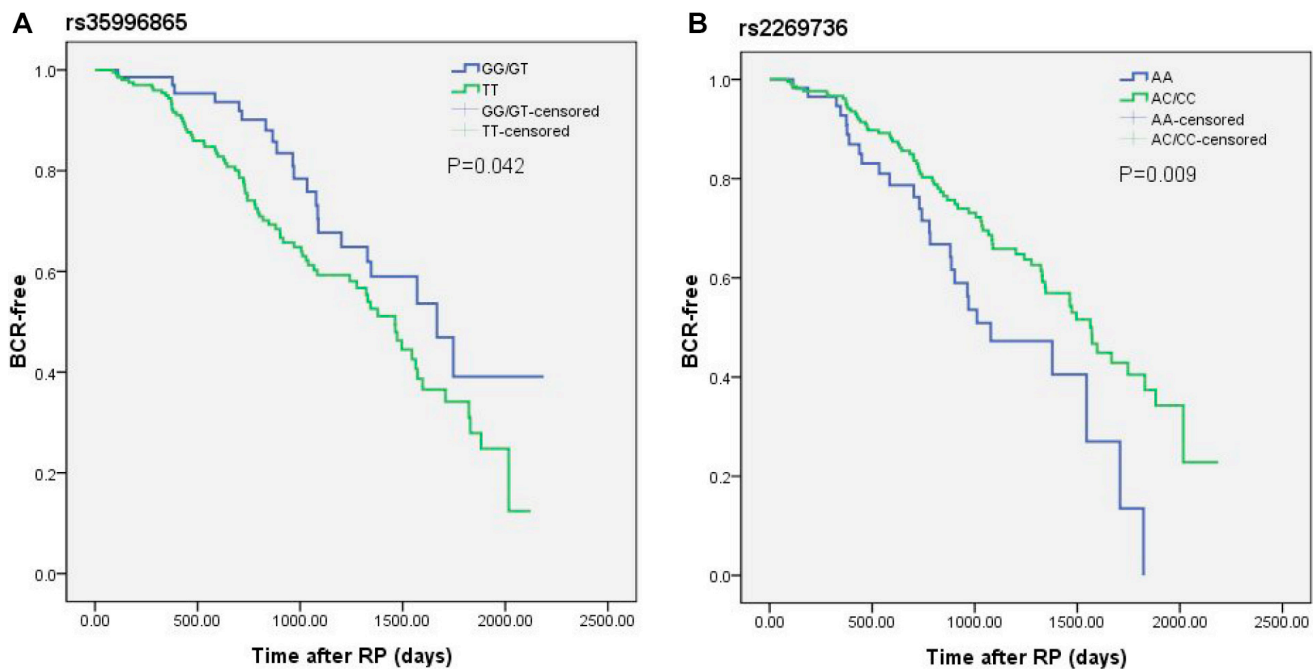 A
rs35996865
GG/GT
TT
GG/GT-censored
TT-censored
P=0.042
BCR-free
1.0
0.8
0.6
0.4
0.2
0.0
0.00 500.00 1000.00 1500.00 2000.00 2500.00
Time after RP (days)
B
rs2269736
AA
AC/CC
AA-censored
AC/CC-censored
P=0.009
BCR-free
1.0
0.8
0.6
0.4
0.2
0.0
0.00 500.00 1000.00 1500.00 2000.00 2500.00
Time after RP (days)